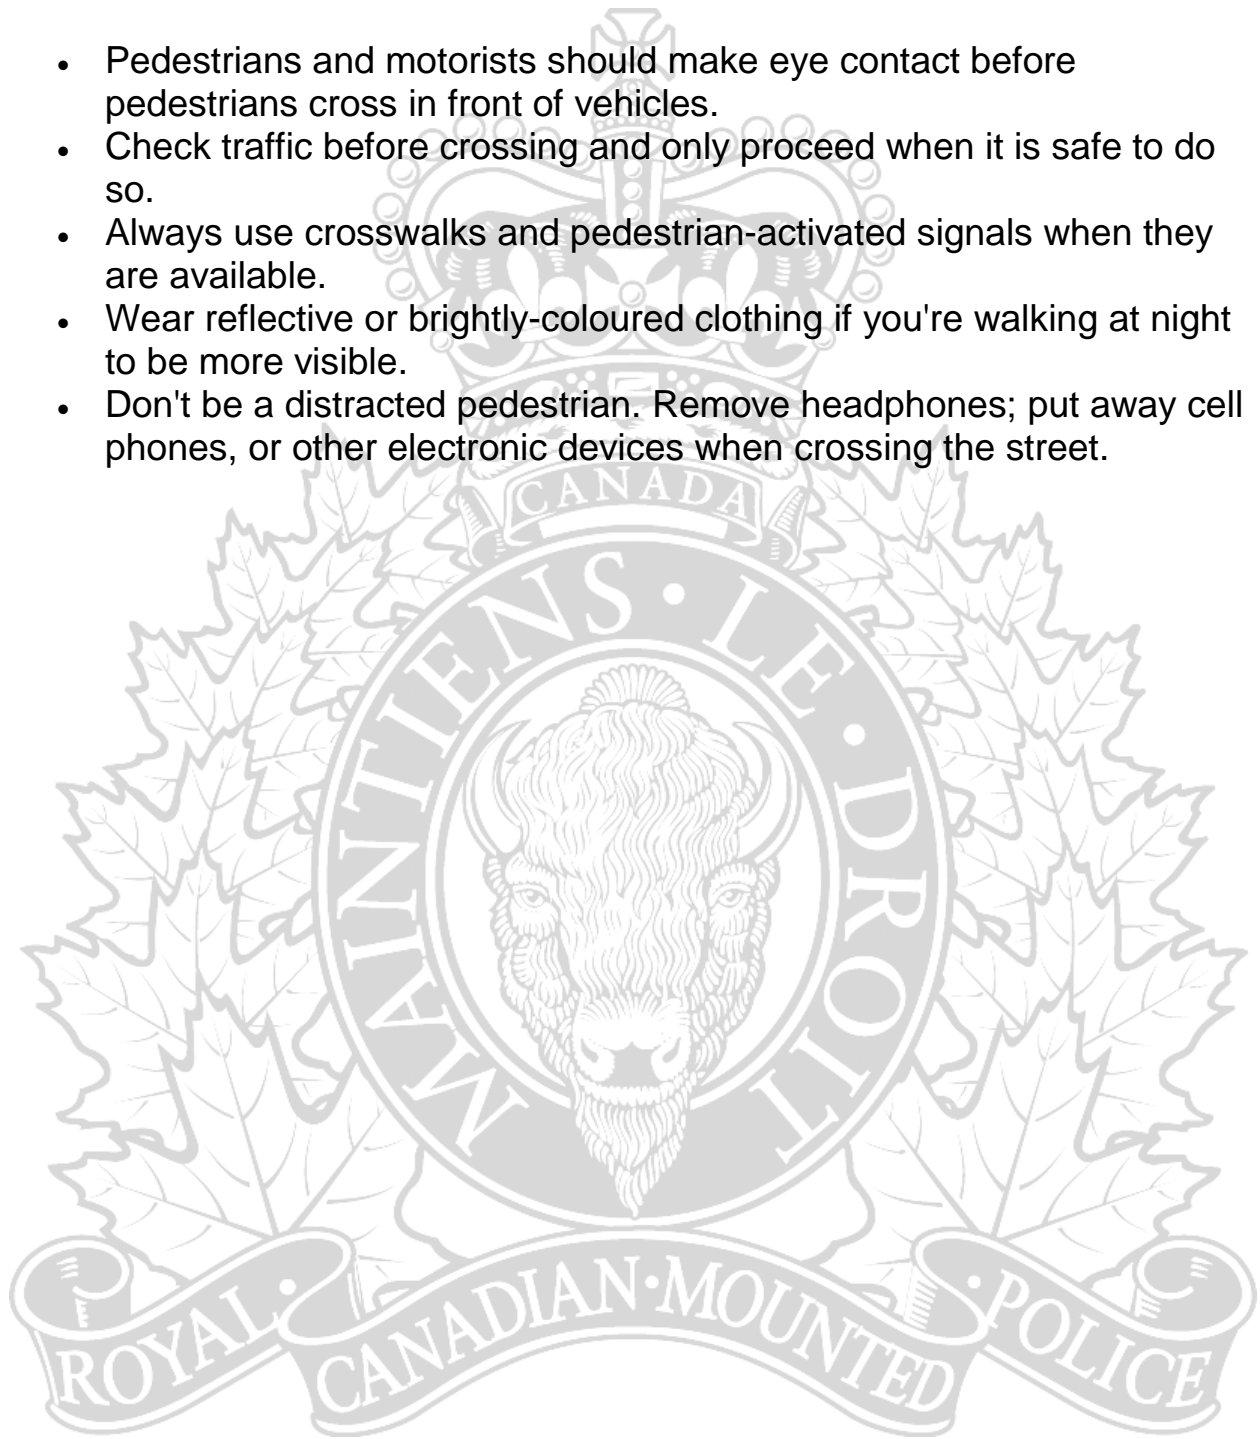 • Pedestrians and motorists should make eye contact before
pedestrians cross in front of vehicles.
• Check traffic before crossing and only proceed when it is safe to do
so.
• Always use crosswalks and pedestrian-activated signals when they
are available.
• Wear reflective or brightly-coloured clothing if you're walking at night
to be more visible.
• Don't be a distracted pedestrian. Remove headphones; put away cell
phones, or other electronic devices when crossing the street.
CANADA
MAINTIENS · LE · DROIT
ROYAL · CANADIAN · MOUNTED · POLICE